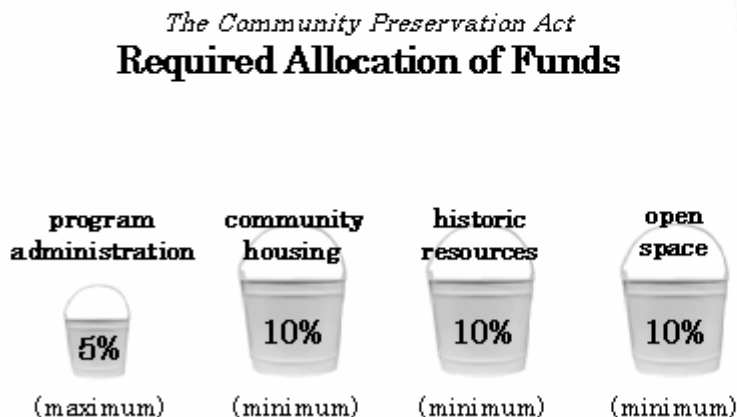 The Community Preservation Act
Required Allocation of Funds
program
administration
community
housing
historic
resources
open
space
5%
10%
10%
10%
(maximum)
(minimum)
(minimum)
(minimum)